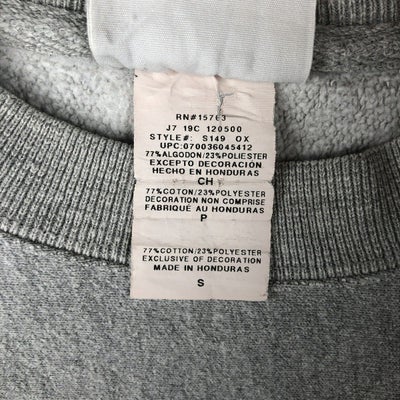 RN#15763
J7 19C 120500
STYLE#: S149 OX
UPC:070036045412
77%ALGODON/23%POLIESTER
EXCEPTO DECORACION
HECHO EN HONDURAS
CH
77%COTON/23%POLYESTER
DECORATION NON COMPRISE
FABRIQUÉ AU HONDURAS
P
77%COTTON/23%POLYESTER
EXCLUSIVE OF DECORATION
MADE IN HONDURAS
S